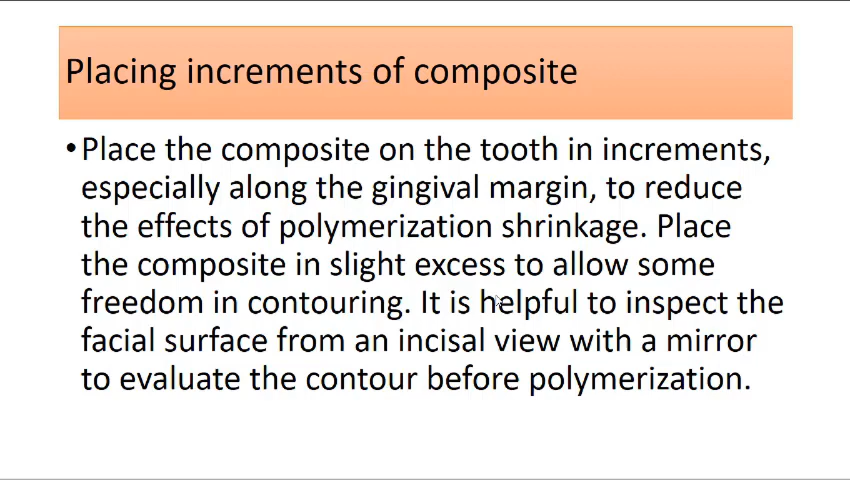 Placing increments of composite
•Place the composite on the tooth in increments,
especially along the gingival margin, to reduce
the effects of polymerization shrinkage. Place
the composite in slight excess to allow some
freedom in contouring. It is helpful to inspect the
facial surface from an incisal view with a mirror
to evaluate the contour before polymerization.